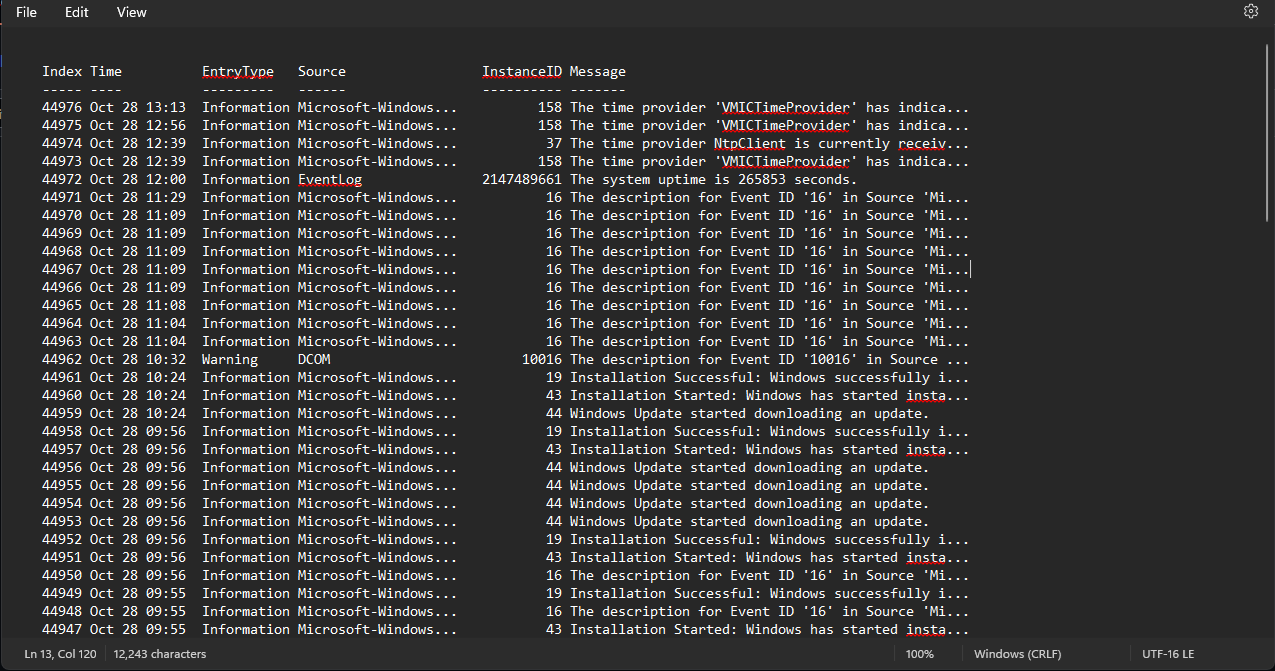 File Edit View
Index Time EntryType Source InstanceID Message
----- ---- --------- ------ ---------- -------
44976 Oct 28 13:13 Information Microsoft-Windows... 158 The time provider 'VMICTimeProvider' has indica...
44975 Oct 28 12:56 Information Microsoft-Windows... 158 The time provider 'VMICTimeProvider' has indica...
44974 Oct 28 12:39 Information Microsoft-Windows... 37 The time provider NtpClient is currently receiv...
44973 Oct 28 12:39 Information Microsoft-Windows... 158 The time provider 'VMICTimeProvider' has indica...
44972 Oct 28 12:00 Information EventLog 2147489661 The system uptime is 265853 seconds.
44971 Oct 28 11:29 Information Microsoft-Windows... 16 The description for Event ID '16' in Source 'Mi...
44970 Oct 28 11:09 Information Microsoft-Windows... 16 The description for Event ID '16' in Source 'Mi...
44969 Oct 28 11:09 Information Microsoft-Windows... 16 The description for Event ID '16' in Source 'Mi...
44968 Oct 28 11:09 Information Microsoft-Windows... 16 The description for Event ID '16' in Source 'Mi...
44967 Oct 28 11:09 Information Microsoft-Windows... 16 The description for Event ID '16' in Source 'Mi...
44966 Oct 28 11:09 Information Microsoft-Windows... 16 The description for Event ID '16' in Source 'Mi...
44965 Oct 28 11:08 Information Microsoft-Windows... 16 The description for Event ID '16' in Source 'Mi...
44964 Oct 28 11:04 Information Microsoft-Windows... 16 The description for Event ID '16' in Source 'Mi...
44963 Oct 28 11:04 Information Microsoft-Windows... 16 The description for Event ID '16' in Source 'Mi...
44962 Oct 28 10:32 Warning DCOM 10016 The description for Event ID '10016' in Source ...
44961 Oct 28 10:24 Information Microsoft-Windows... 19 Installation Successful: Windows successfully i...
44960 Oct 28 10:24 Information Microsoft-Windows... 43 Installation Started: Windows has started insta...
44959 Oct 28 10:24 Information Microsoft-Windows... 44 Windows Update started downloading an update.
44958 Oct 28 09:56 Information Microsoft-Windows... 19 Installation Successful: Windows successfully i...
44957 Oct 28 09:56 Information Microsoft-Windows... 43 Installation Started: Windows has started insta...
44956 Oct 28 09:56 Information Microsoft-Windows... 44 Windows Update started downloading an update.
44955 Oct 28 09:56 Information Microsoft-Windows... 44 Windows Update started downloading an update.
44954 Oct 28 09:56 Information Microsoft-Windows... 44 Windows Update started downloading an update.
44953 Oct 28 09:56 Information Microsoft-Windows... 44 Windows Update started downloading an update.
44952 Oct 28 09:56 Information Microsoft-Windows... 19 Installation Successful: Windows successfully i...
44951 Oct 28 09:56 Information Microsoft-Windows... 43 Installation Started: Windows has started insta...
44950 Oct 28 09:56 Information Microsoft-Windows... 16 The description for Event ID '16' in Source 'Mi...
44949 Oct 28 09:55 Information Microsoft-Windows... 19 Installation Successful: Windows successfully i...
44948 Oct 28 09:55 Information Microsoft-Windows... 16 The description for Event ID '16' in Source 'Mi...
44947 Oct 28 09:55 Information Microsoft-Windows... 43 Installation Started: Windows has started insta...
Ln 13, Col 120 12,243 characters 100% Windows (CRLF) UTF-16 LE